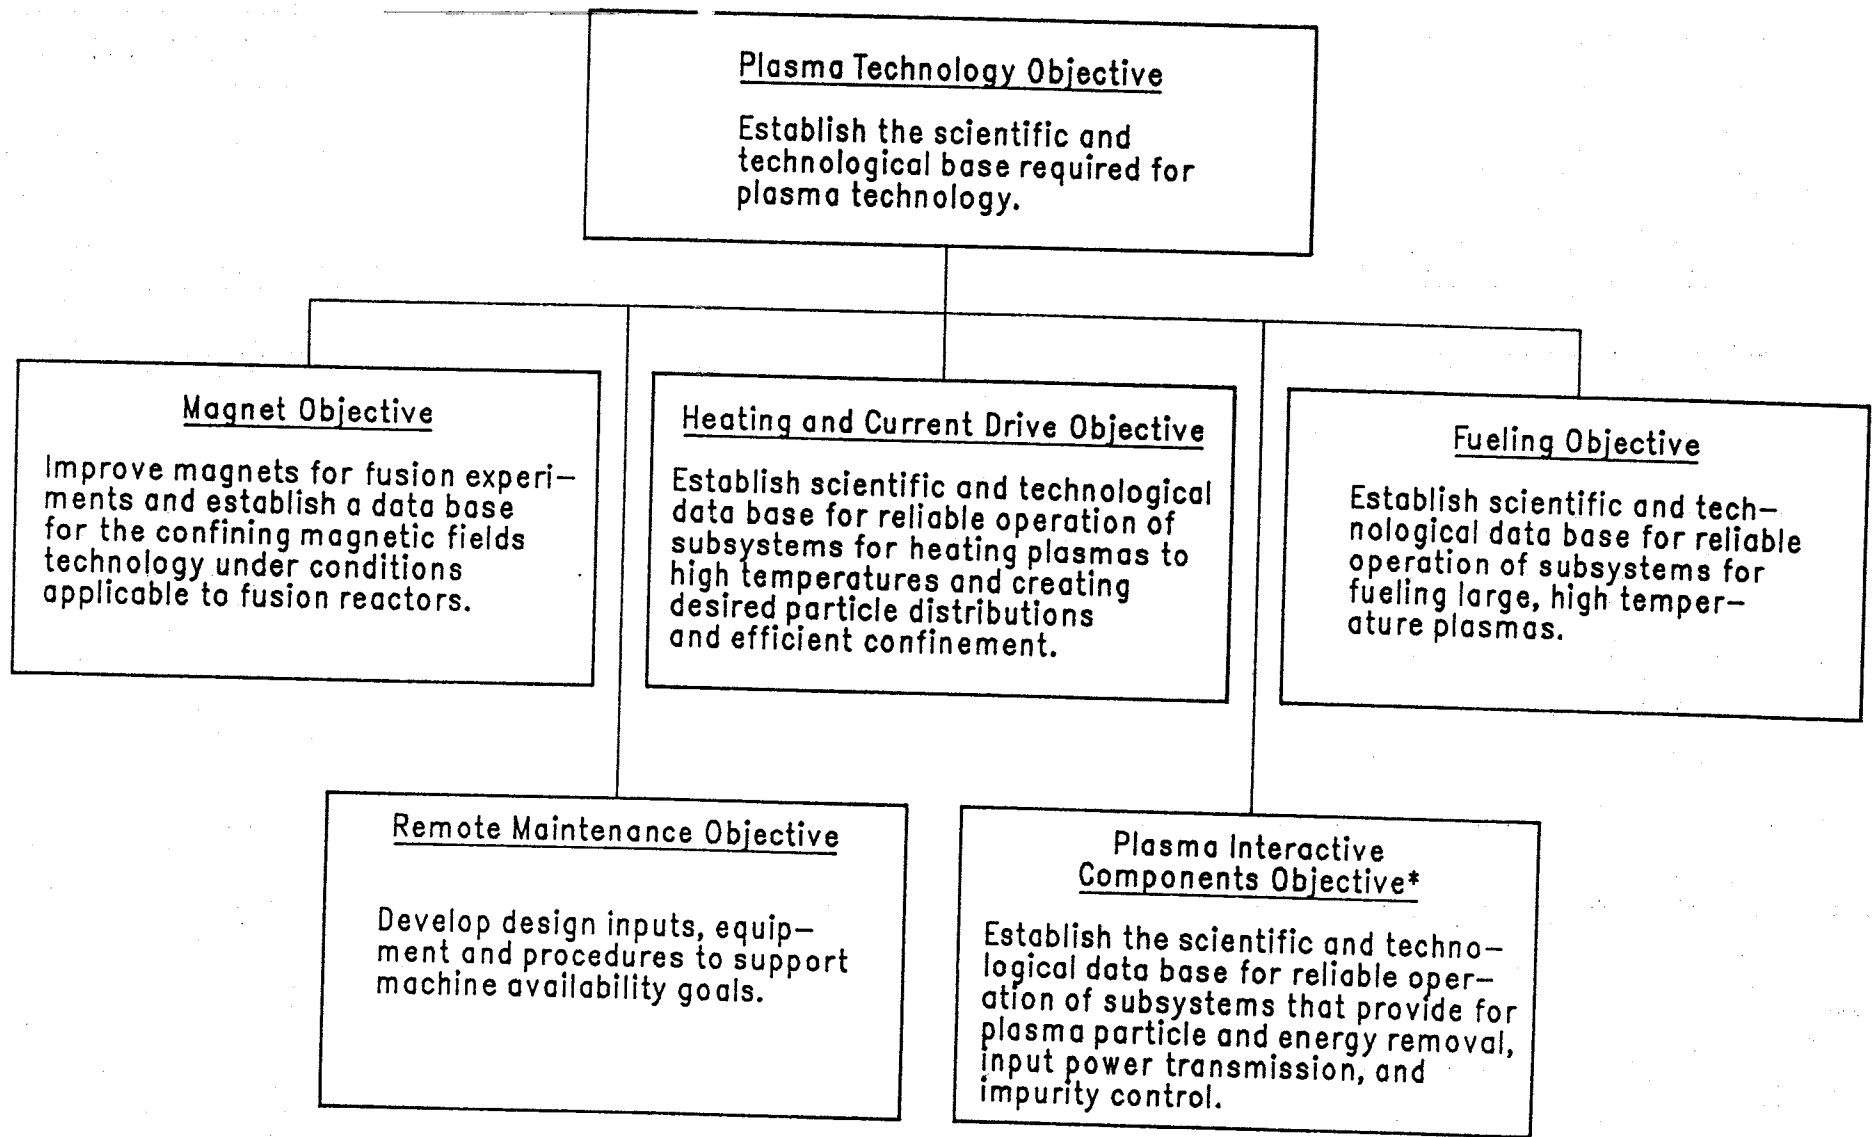 Plasma Technology Objective
Establish the scientific and
technological base required for
plasma technology.
Magnet Objective
Improve magnets for fusion experi-
ments and establish a data base
for the confining magnetic fields
technology under conditions
applicable to fusion reactors.
Heating and Current Drive Objective
Establish scientific and technological
data base for reliable operation of
subsystems for heating plasmas to
high temperatures and creating
desired particle distributions
and efficient confinement.
Fueling Objective
Establish scientific and tech-
nological data base for reliable
operation of subsystems for
fueling large, high temper-
ature plasmas.
Remote Maintenance Objective
Develop design inputs, equip-
ment and procedures to support
machine availability goals.
Plasma Interactive
Components Objective*
Establish the scientific and techno-
logical data base for reliable oper-
ation of subsystems that provide for
plasma particle and energy removal,
input power transmission, and
impurity control.